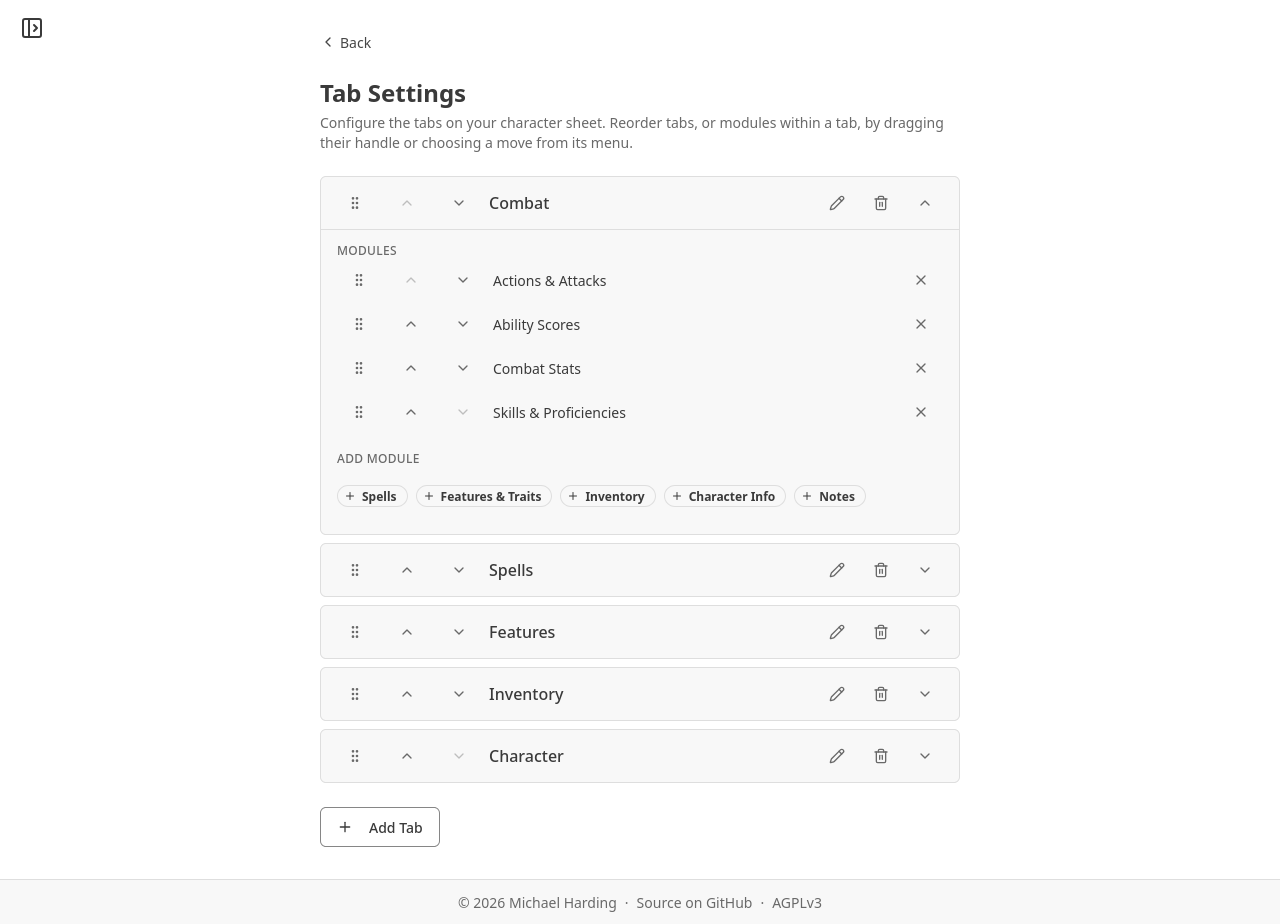 Back
Tab Settings
Configure the tabs on your character sheet. Reorder tabs, or modules within a tab, by dragging
their handle or choosing a move from its menu.
Combat
MODULES
Actions & Attacks
Ability Scores
Combat Stats
Skills & Proficiencies
ADD MODULE
Spells Features & Traits Inventory Character Info Notes
Spells
Features
Inventory
Character
Add Tab
© 2026 Michael Harding · Source on GitHub · AGPLv3